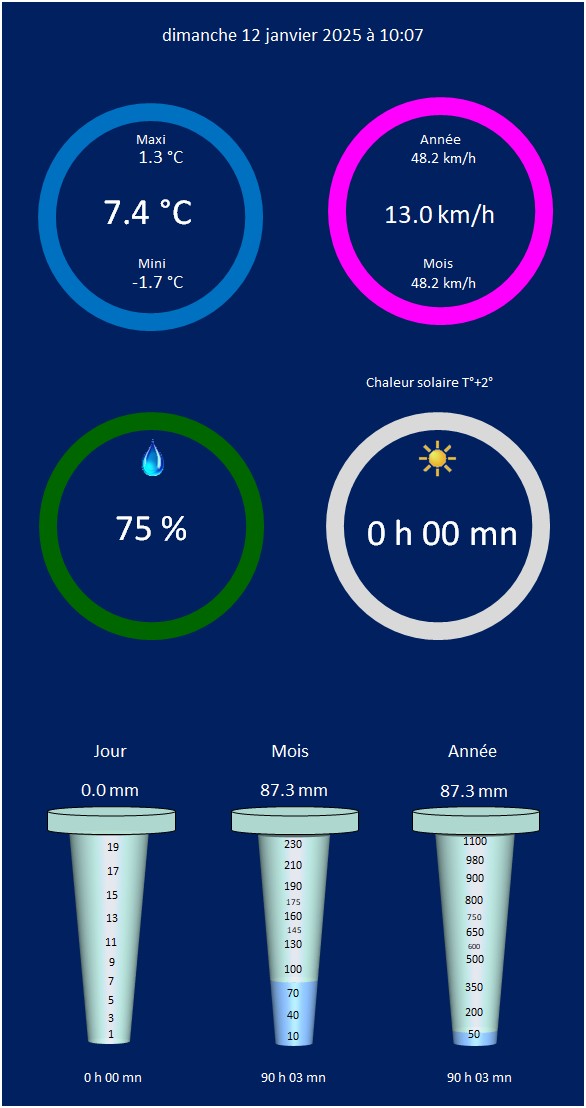 dimanche 12 janvier 2025 à 10:07
Maxi
1.3 °C
7.4 °C
Mini
-1.7 °C
Année
48.2 km/h
13.0 km/h
Mois
48.2 km/h
75 %
Chaleur solaire T°+2°
0 h 00 mn
Jour
0.0 mm
19
17
15
13
11
9
7
5
3
1
0 h 00 mn
Mois
87.3 mm
230
210
190
175
160
145
130
100
70
40
10
90 h 03 mn
Année
87.3 mm
1100
980
900
800
750
650
600
500
350
200
50
90 h 03 mn